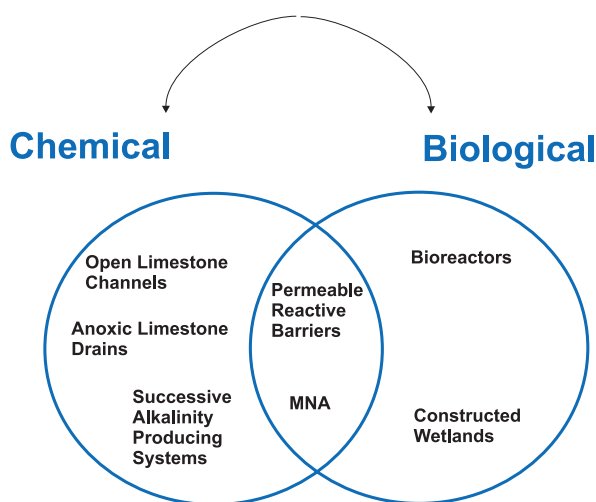 Chemical
Biological
Open Limestone
Channels
Anoxic Limestone
Drains
Successive
Alkalinity
Producing
Systems
Permeable
Reactive
Barriers
MNA
Bioreactors
Constructed
Wetlands